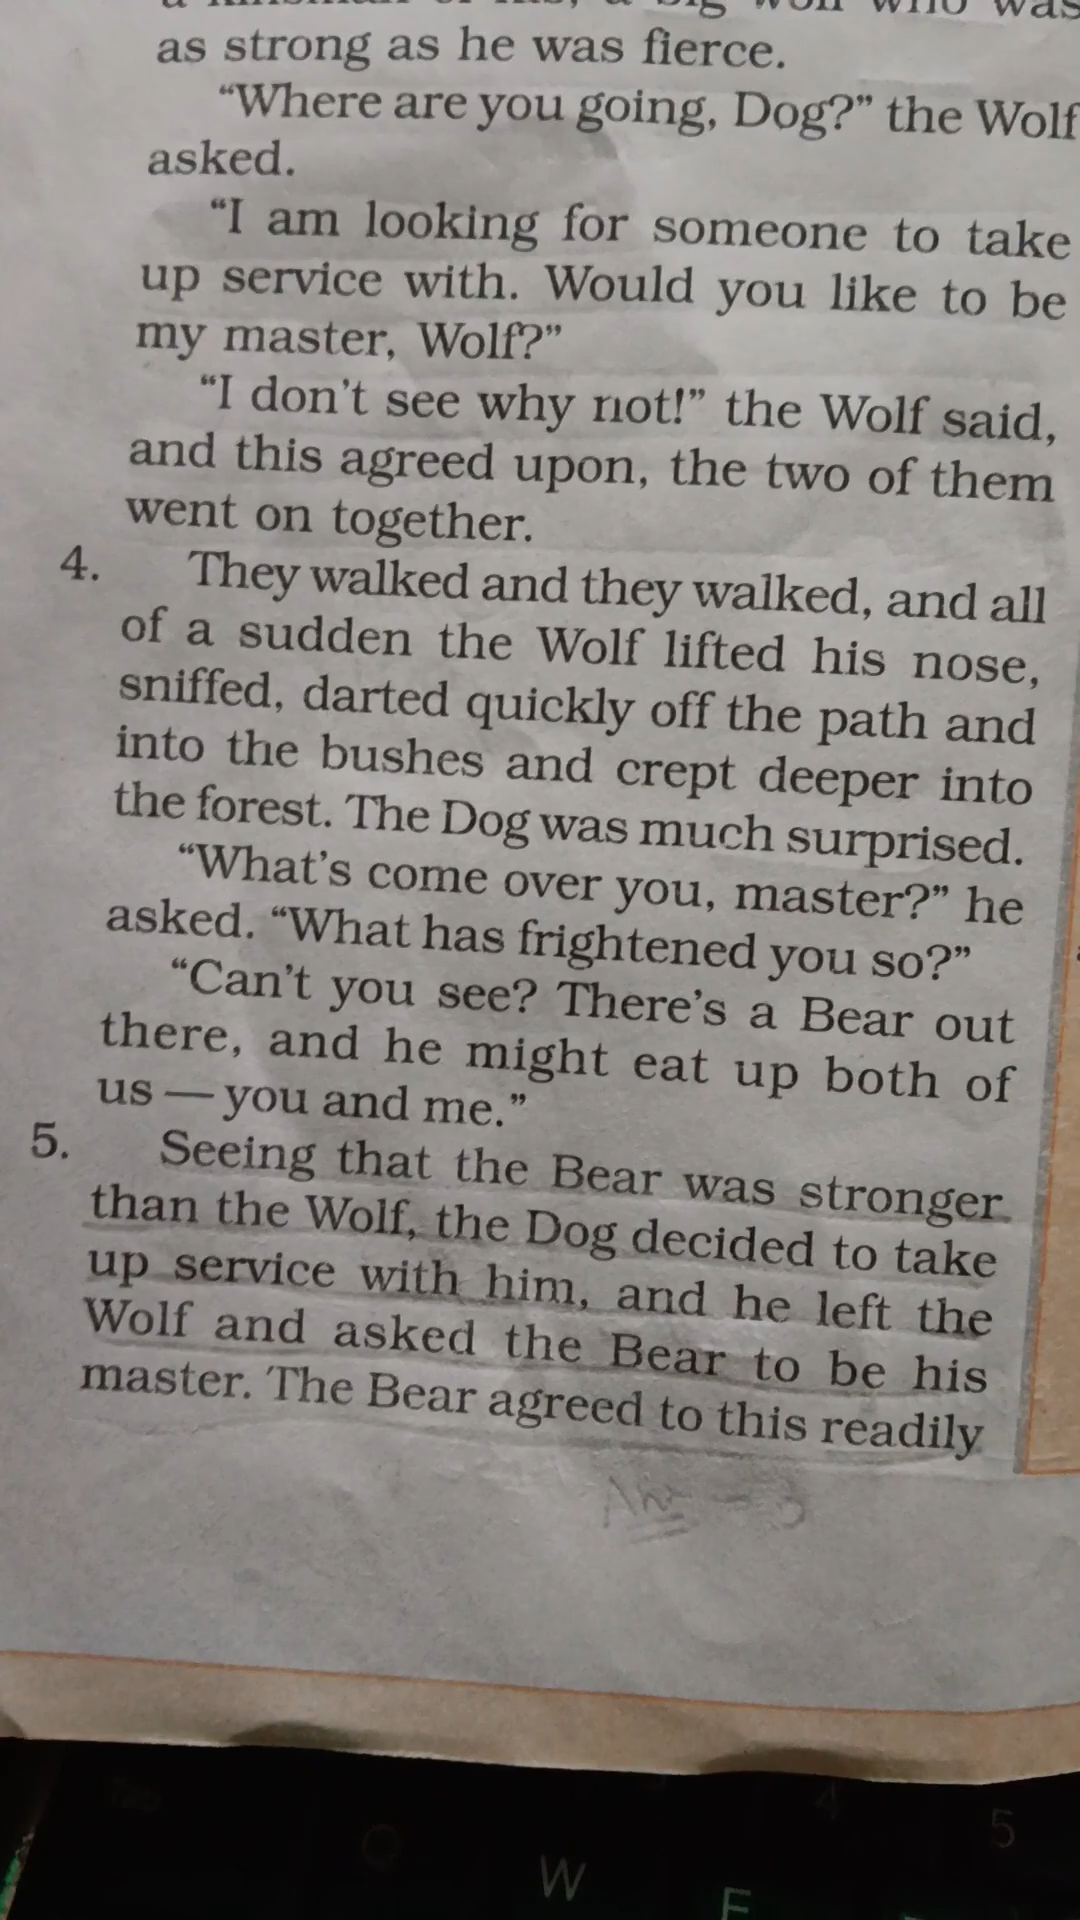 as strong as he was fierce.
“Where are you going, Dog?” the Wolf
asked.
“I am looking for someone to take
up service with. Would you like to be
my master, Wolf?”
“I don’t see why not!” the Wolf said,
and this agreed upon, the two of them
went on together.
4. They walked and they walked, and all
of a sudden the Wolf lifted his nose,
sniffed, darted quickly off the path and
into the bushes and crept deeper into
the forest. The Dog was much surprised.
“What’s come over you, master?” he
asked. “What has frightened you so?”
“Can’t you see? There’s a Bear out
there, and he might eat up both of
us — you and me.”
5. Seeing that the Bear was stronger
than the Wolf, the Dog decided to take
up service with him, and he left the
Wolf and asked the Bear to be his
master. The Bear agreed to this readily
Ans - 3
4 5
W